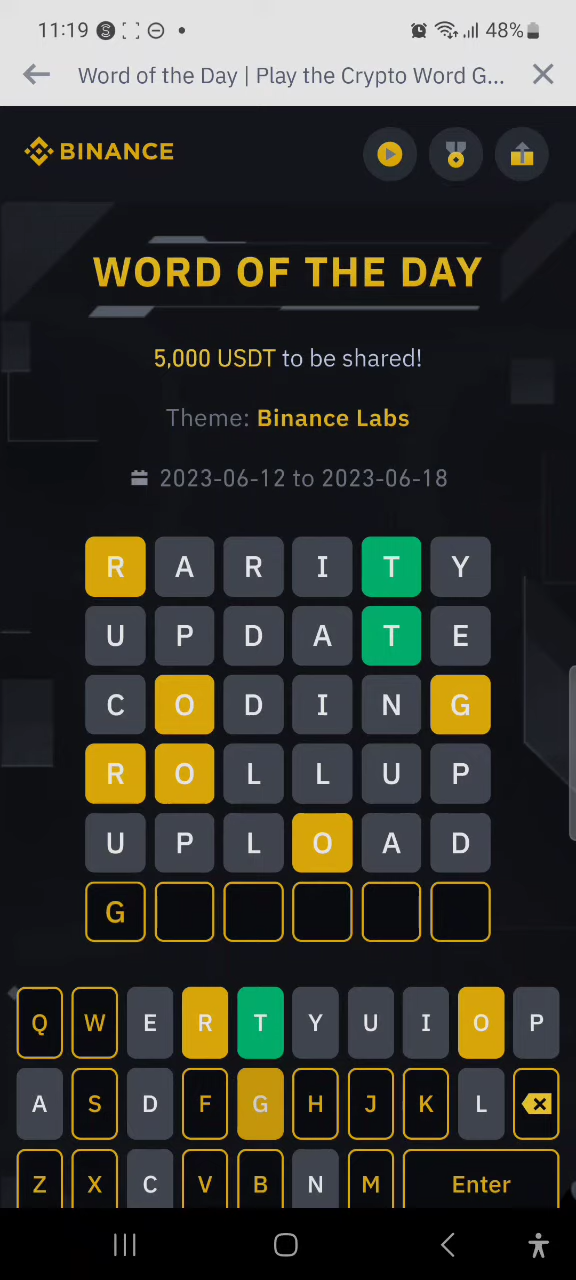 11:19 S 48%
Word of the Day | Play the Crypto Word G...
BINANCE
WORD OF THE DAY
5,000 USDT to be shared!
Theme: Binance Labs
2023-06-12 to 2023-06-18
R A R I T Y
U P D A T E
C O D I N G
R O L L U P
U P L O A D
G
Q W E R T Y U I O P
A S D F G H J K L
Z X C V B N M Enter